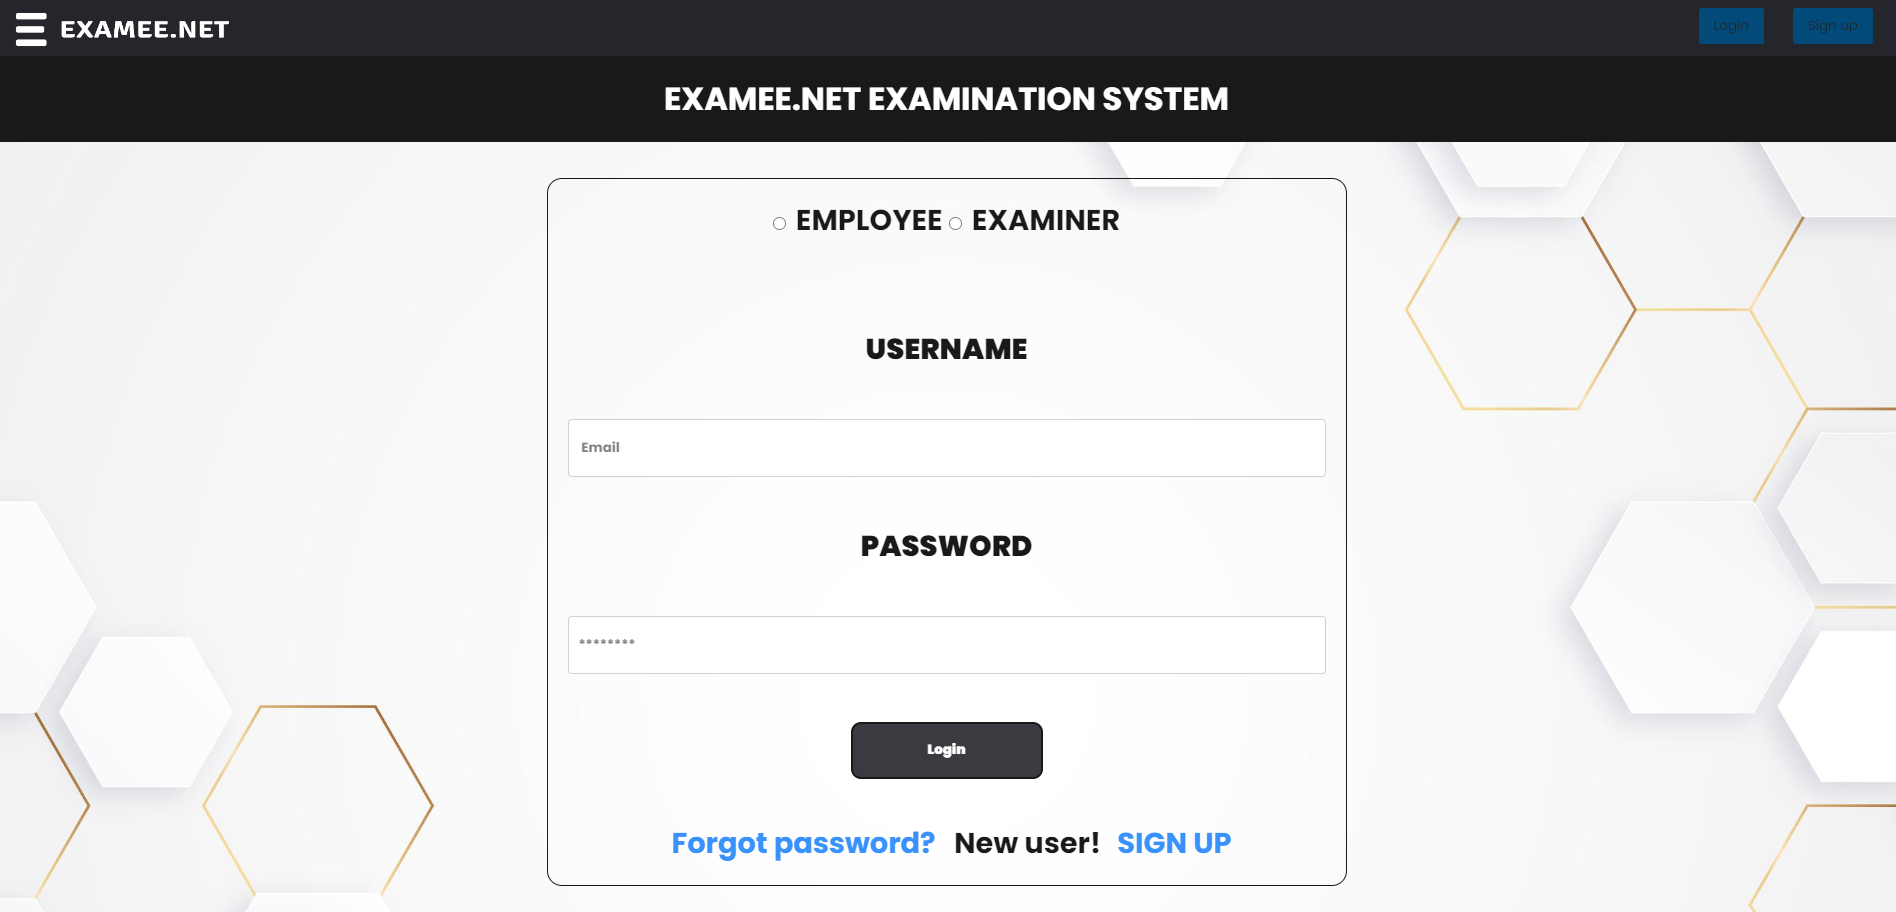 EXAMEE.NET Login Sign up
EXAMEE.NET EXAMINATION SYSTEM
EMPLOYEE EXAMINER
USERNAME
Email
PASSWORD
********
Login
Forgot password? New user! SIGN UP